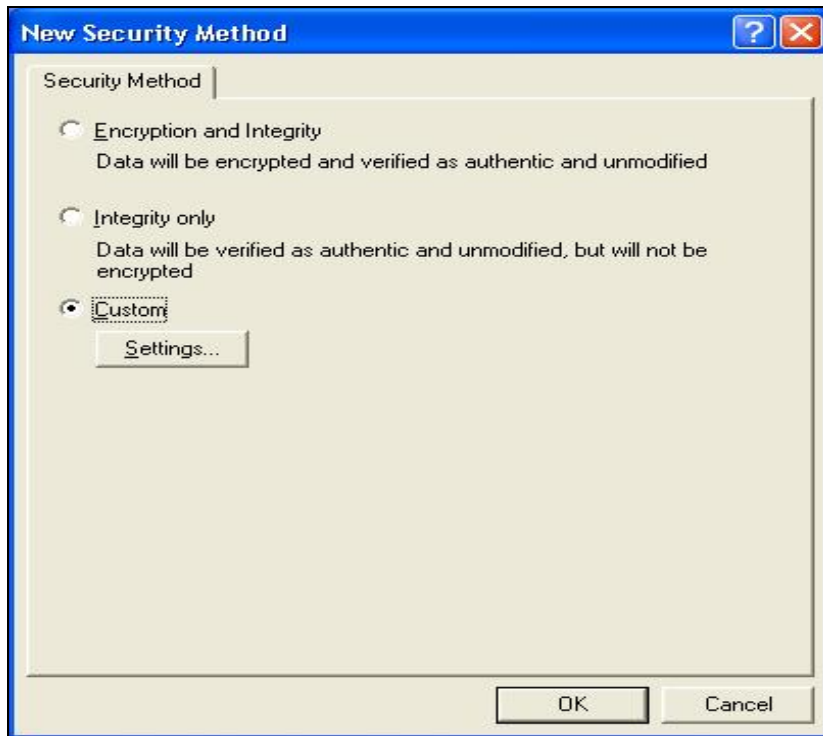 New Security Method
Security Method
Encryption and Integrity
Data will be encrypted and verified as authentic and unmodified
Integrity only
Data will be verified as authentic and unmodified, but will not be
encrypted
Custom
Settings...
OK Cancel